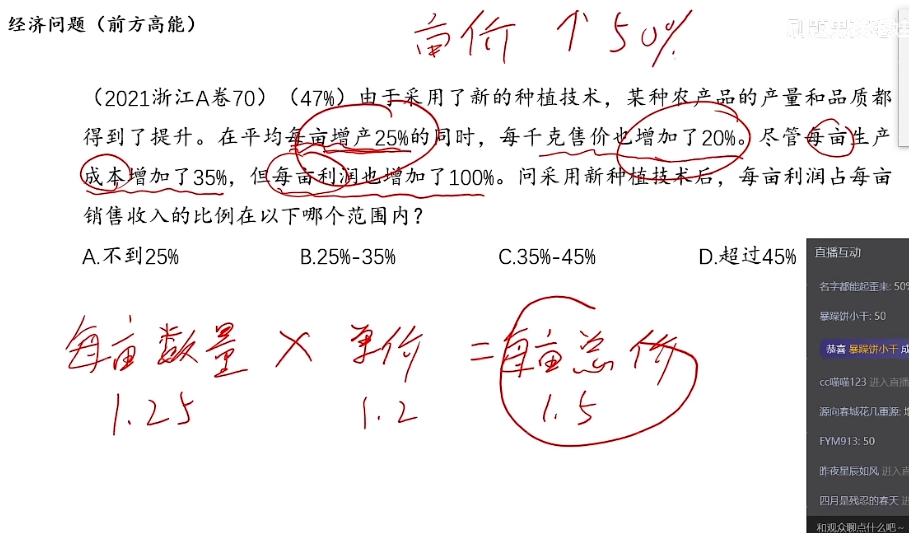 经济问题（前方高能）
亩价 ↑50%
（2021浙江A卷70）（47%）由于采用了新的种植技术，某种农产品的产量和品质都
得到了提升。在平均每亩增产25%的同时，每千克售价也增加了20%。尽管每亩生产
成本增加了35%，但每亩利润也增加了100%。问采用新种植技术后，每亩利润占每亩
销售收入的比例在以下哪个范围内？
A.不到25% B.25%-35% C.35%-45% D.超过45%
每亩数量 × 单价 = 每亩总价
1.25 1.2 1.5
直播互动
名字都能起歪来: 50%
暴躁饼小干: 50
恭喜 暴躁饼小干 成
cc喵喵123 进入直播
源向春城花几重源:
FYM913: 50
昨夜星辰如风 进入直
四月是残忍的春天 进
和观众聊点什么吧~